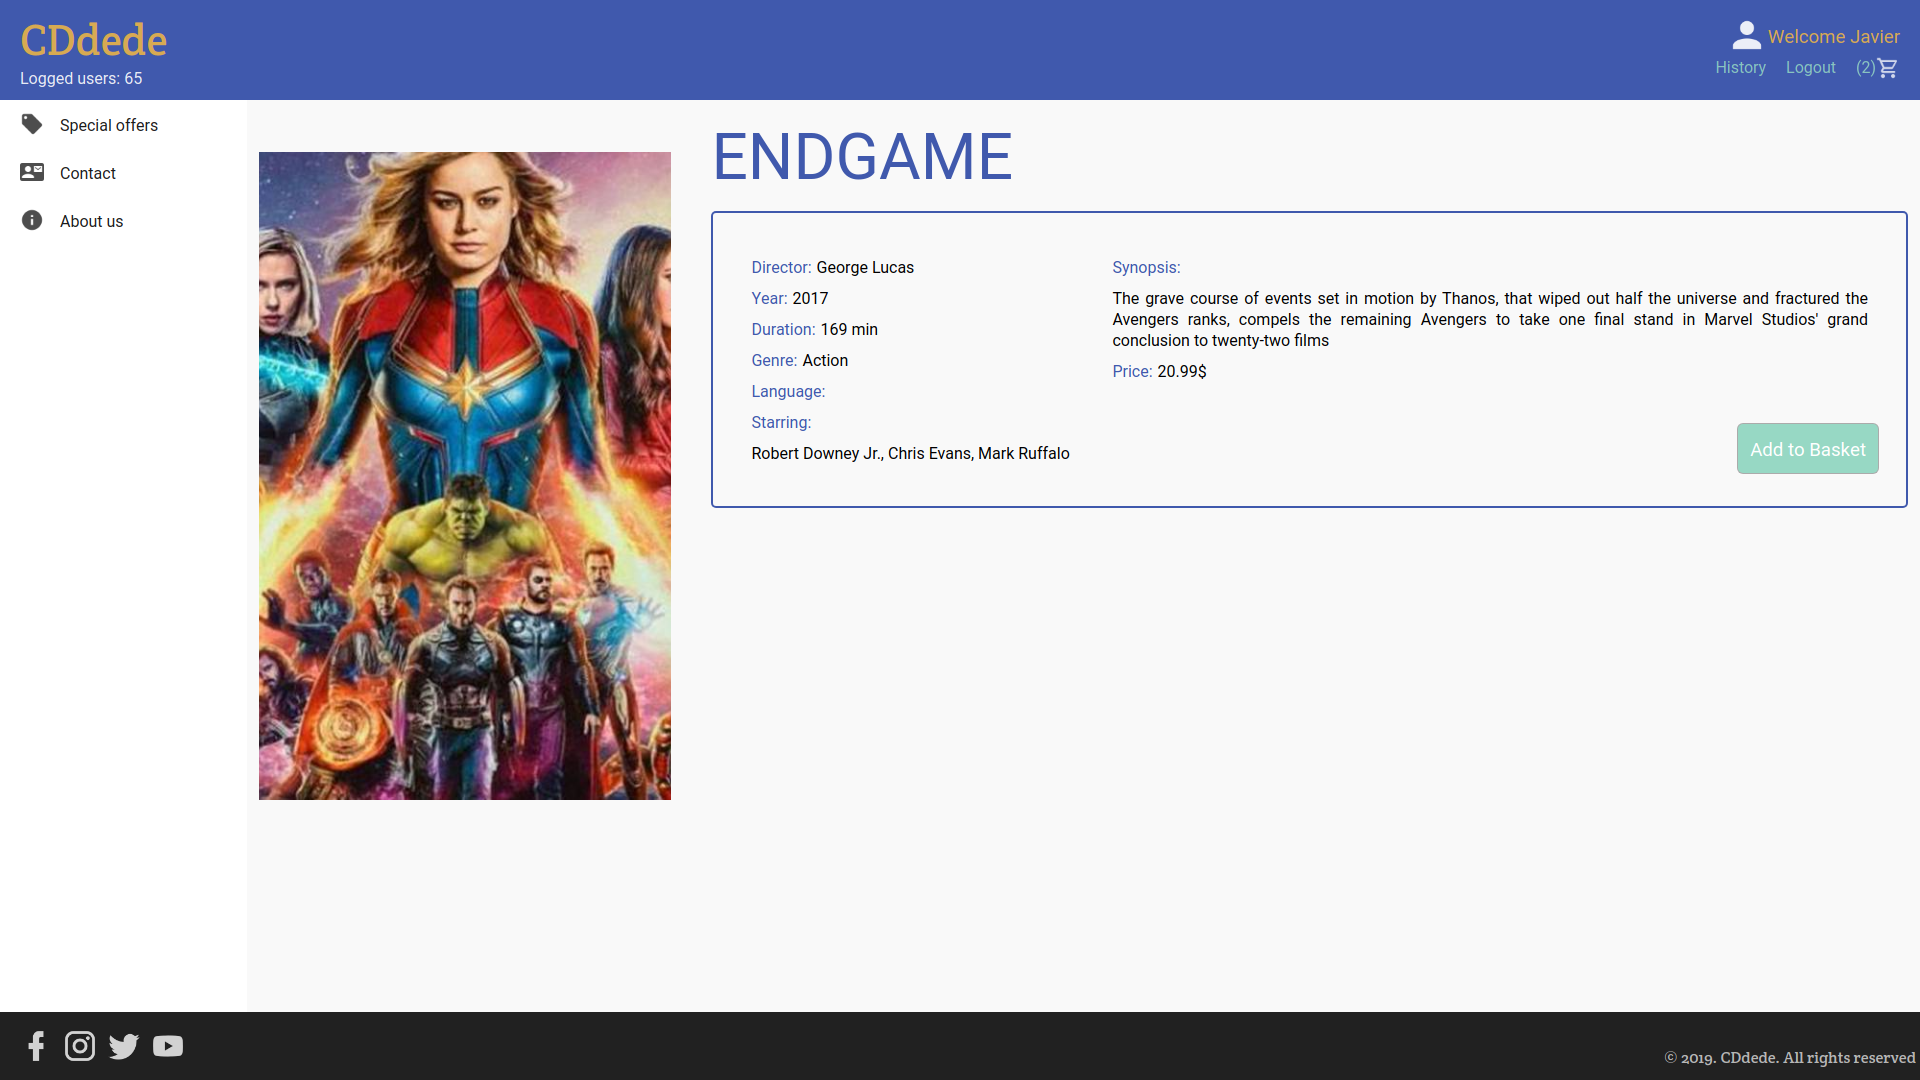 CDdede
Logged users: 65
Welcome Javier
History Logout (2)
Special offers
Contact
About us
ENDGAME
Director: George Lucas
Year: 2017
Duration: 169 min
Genre: Action
Language:
Starring:
Robert Downey Jr., Chris Evans, Mark Ruffalo
Synopsis:
The grave course of events set in motion by Thanos, that wiped out half the universe and fractured the
Avengers ranks, compels the remaining Avengers to take one final stand in Marvel Studios' grand
conclusion to twenty-two films
Price: 20.99$
Add to Basket
© 2019. CDdede. All rights reserved